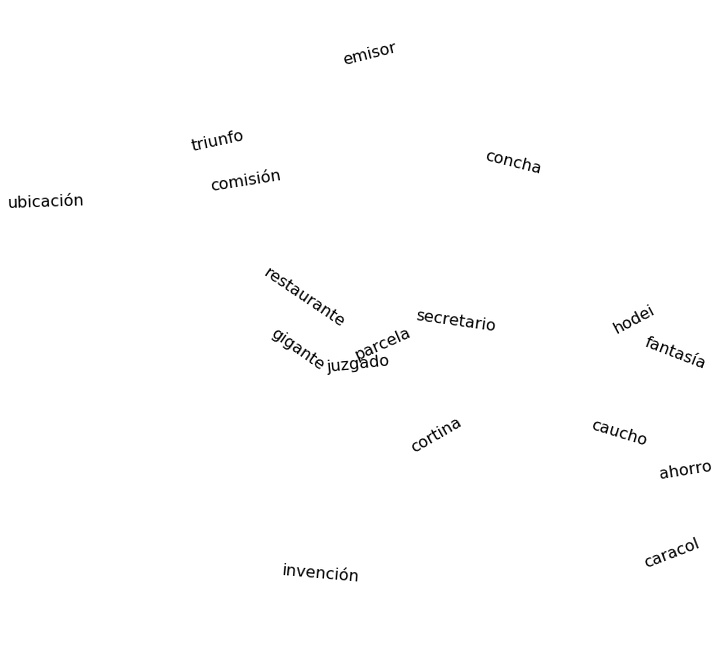 emisor
triunfo
concha
comisión
ubicación
restaurante
secretario
hodei
parcela
gigante
fantasía
juzgado
cortina
caucho
ahorro
caracol
invención